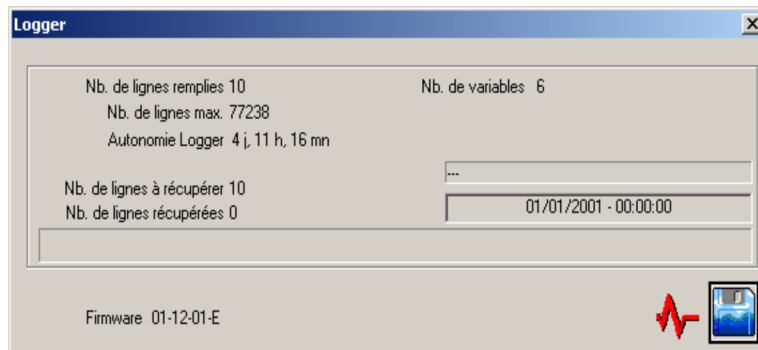 Logger
Nb. de lignes remplies 10
Nb. de variables 6
Nb. de lignes max. 77238
Autonomie Logger 4 j, 11 h, 16 mn
---
Nb. de lignes à récupérer 10
01/01/2001 - 00:00:00
Nb. de lignes récupérées 0
Firmware 01-12-01-E